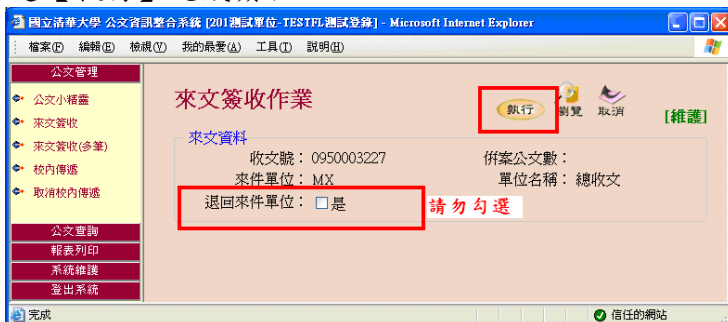 國立清華大學 公文資訊整合系統 [201測試單位-TESTFL測試登錄] - Microsoft Internet Explorer
檔案(F) 編輯(E) 檢視(V) 我的最愛(A) 工具(T) 說明(H)
公文管理
公文小精靈
來文簽收
來文簽收(多筆)
校內傳遞
取消校內傳遞
公文查詢
報表列印
系統維護
登出系統
來文簽收作業
執行 瀏覽 取消 [維護]
來文資料
收文號： 0950003227 併案公文數：
來件單位： MX 單位名稱： 總收文
退回來件單位： 是 請勿勾選
完成 信任的網站